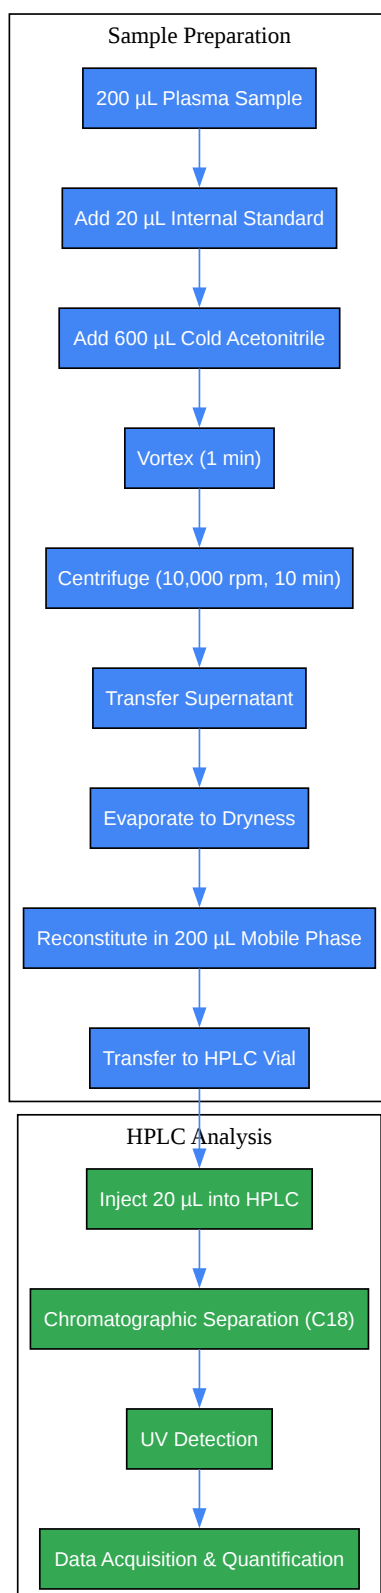 Sample Preparation
200 µL Plasma Sample
Add 20 µL Internal Standard
Add 600 µL Cold Acetonitrile
Vortex (1 min)
Centrifuge (10,000 rpm, 10 min)
Transfer Supernatant
Evaporate to Dryness
Reconstitute in 200 µL Mobile Phase
Transfer to HPLC Vial
HPLC Analysis
Inject 20 µL into HPLC
Chromatographic Separation (C18)
UV Detection
Data Acquisition & Quantification